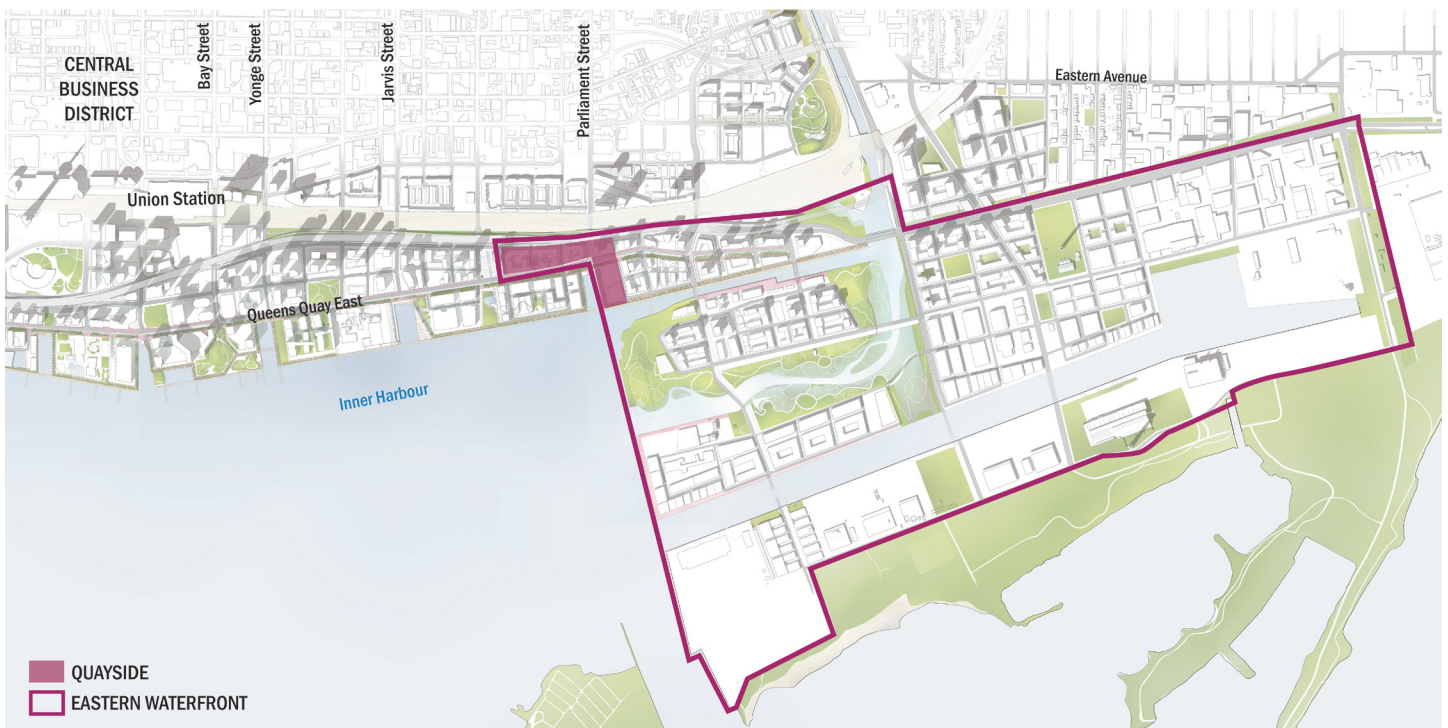 Bay Street
Yonge Street
Jarvis Street
Parliament Street
CENTRAL
BUSINESS
DISTRICT
Eastern Avenue
Union Station
Queens Quay East
Inner Harbour
QUAYSIDE
EASTERN WATERFRONT